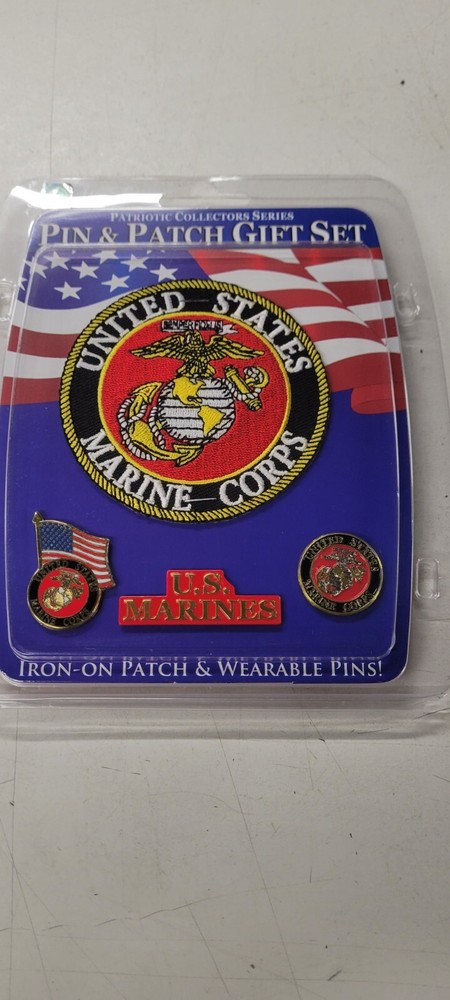 PATRIOTIC COLLECTORS SERIES
PIN & PATCH GIFT SET
UNITED STATES
SEMPER FIDELIS
MARINE CORPS
UNITED STATES
MARINE CORPS
U.S.
MARINES
UNITED STATES
MARINE CORPS
IRON-ON PATCH & WEARABLE PINS!